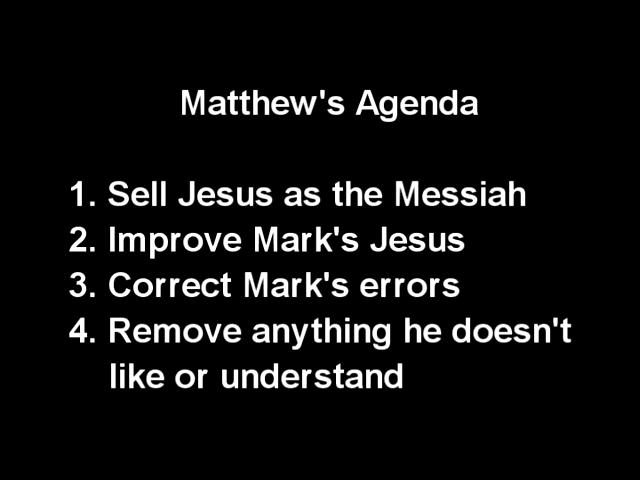 Matthew's Agenda
1. Sell Jesus as the Messiah
2. Improve Mark's Jesus
3. Correct Mark's errors
4. Remove anything he doesn't
like or understand